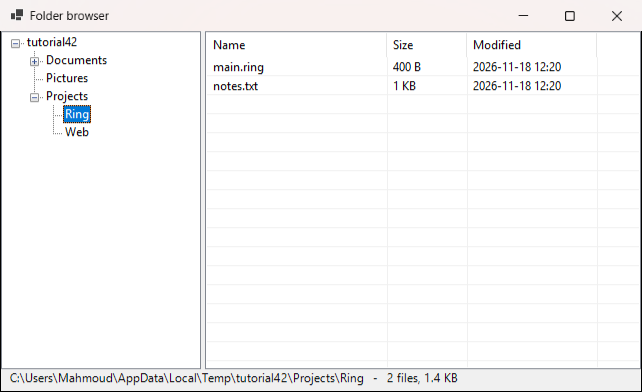 Folder browser
tutorial42
Documents
Pictures
Projects
Ring
Web
Name Size Modified
main.ring 400 B 2026-11-18 12:20
notes.txt 1 KB 2026-11-18 12:20
C:\Users\Mahmoud\AppData\Local\Temp\tutorial42\Projects\Ring - 2 files, 1.4 KB